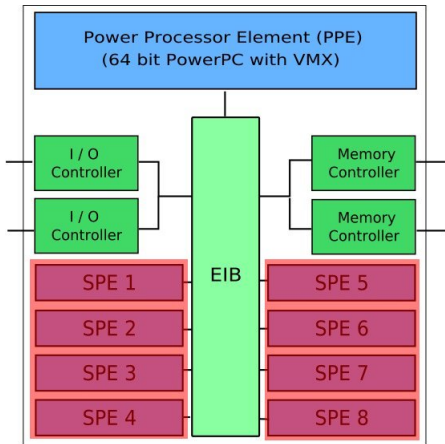 Power Processor Element (PPE)
(64 bit PowerPC with VMX)
I / O
Controller
Memory
Controller
I / O
Controller
Memory
Controller
EIB
SPE 1
SPE 2
SPE 3
SPE 4
SPE 5
SPE 6
SPE 7
SPE 8